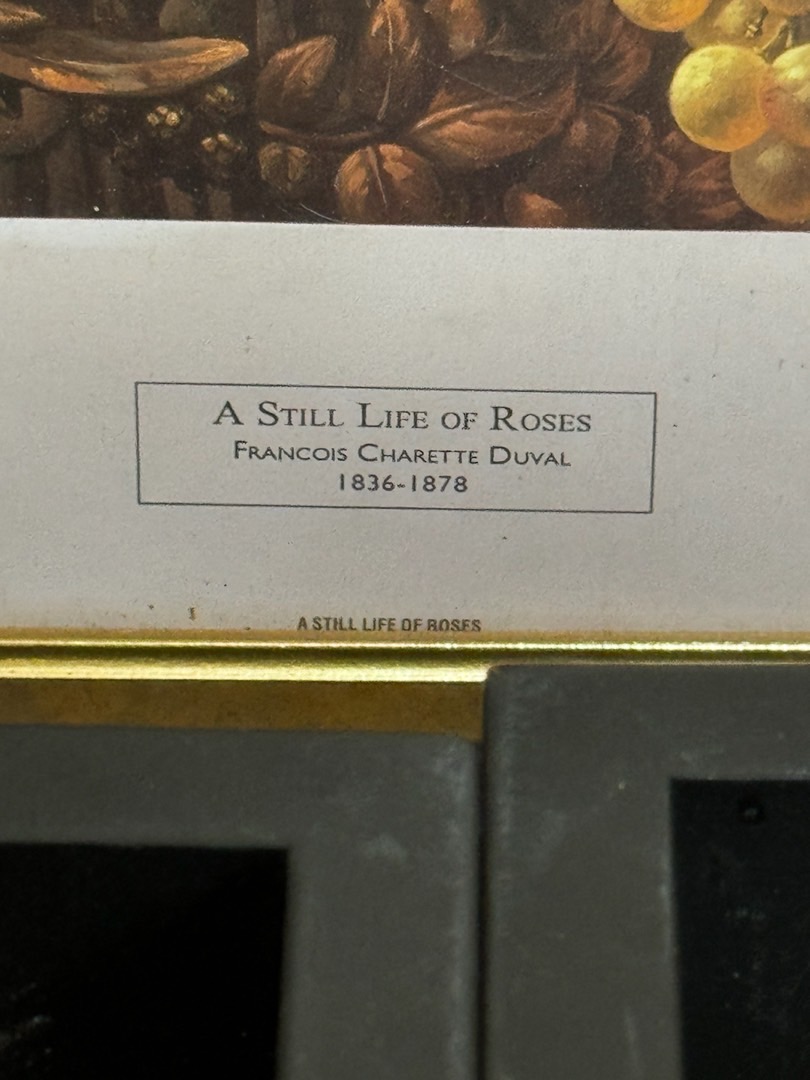 A Still Life of Roses
Francois Charette Duval
1836-1878
A STILL LIFE OF ROSES